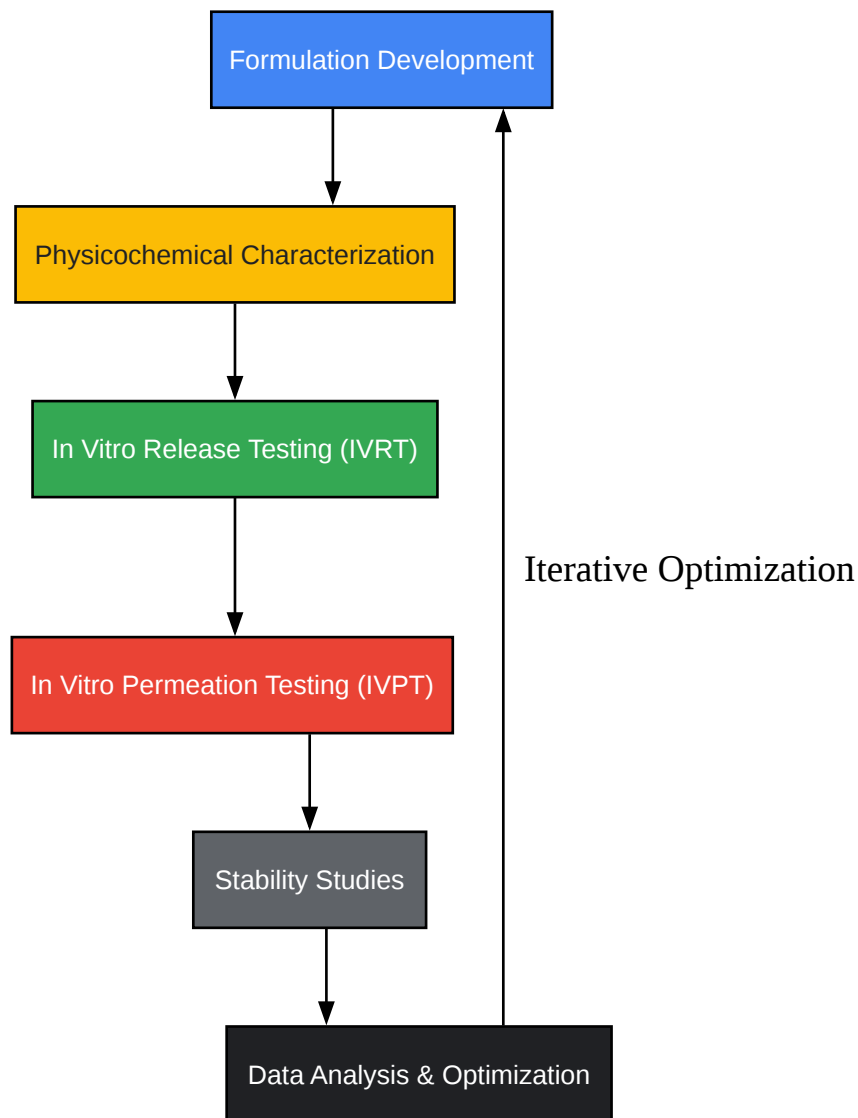 Formulation Development
Physicochemical Characterization
In Vitro Release Testing (IVRT)
Iterative Optimization
In Vitro Permeation Testing (IVPT)
Stability Studies
Data Analysis & Optimization